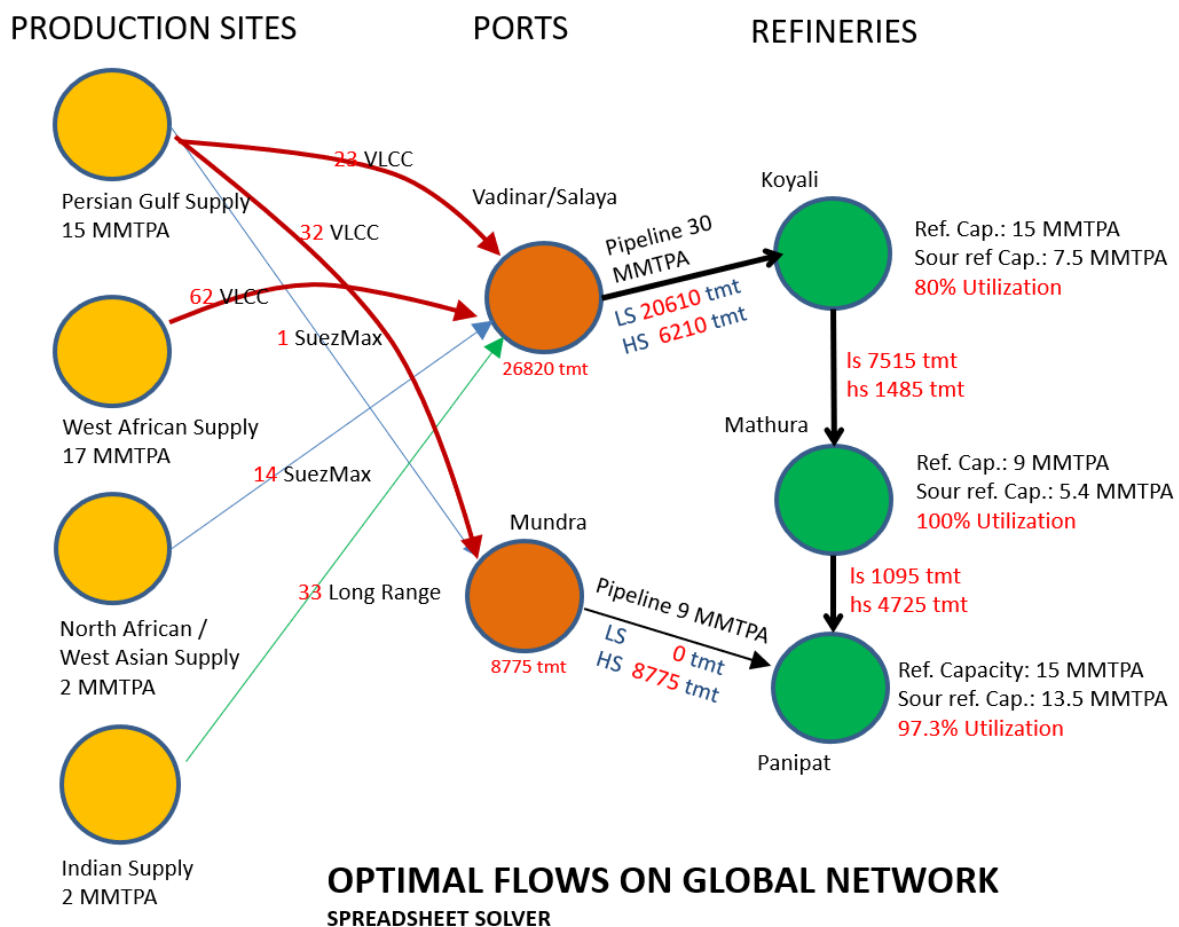 PRODUCTION SITES
PORTS
REFINERIES
Persian Gulf Supply
15 MMTPA
West African Supply
17 MMTPA
North African /
West Asian Supply
2 MMTPA
Indian Supply
2 MMTPA
23 VLCC
32 VLCC
62 VLCC
1 SuezMax
14 SuezMax
33 Long Range
Vadinar/Salaya
26820 tmt
Mundra
8775 tmt
Pipeline 30
MMTPA
LS 20610 tmt
HS 6210 tmt
Pipeline 9 MMTPA
LS 0 tmt
HS 8775 tmt
Koyali
Ref. Cap.: 15 MMTPA
Sour ref Cap.: 7.5 MMTPA
80% Utilization
ls 7515 tmt
hs 1485 tmt
Mathura
Ref. Cap.: 9 MMTPA
Sour ref. Cap.: 5.4 MMTPA
100% Utilization
ls 1095 tmt
hs 4725 tmt
Ref. Capacity: 15 MMTPA
Sour ref. Cap.: 13.5 MMTPA
97.3% Utilization
Panipat
OPTIMAL FLOWS ON GLOBAL NETWORK
SPREADSHEET SOLVER